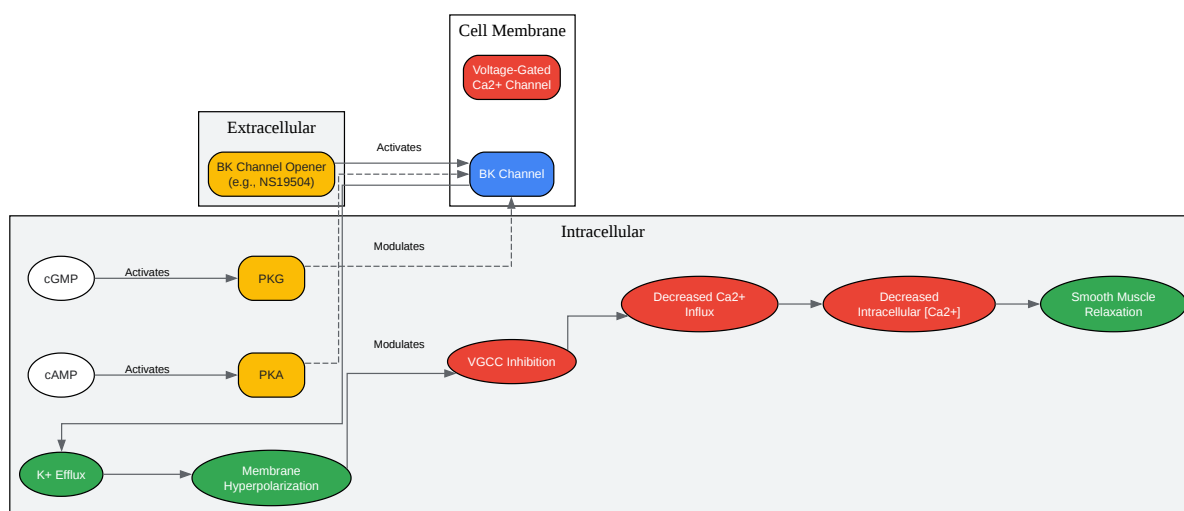 Cell Membrane
Voltage-Gated
Ca2+ Channel
Extracellular
BK Channel Opener
(e.g., NS19504)
Activates
BK Channel
Intracellular
Modulates
cGMP
Activates
PKG
Decreased Ca2+
Influx
Decreased
Intracellular [Ca2+]
Smooth Muscle
Relaxation
Modulates
VGCC Inhibition
cAMP
Activates
PKA
K+ Efflux
Membrane
Hyperpolarization